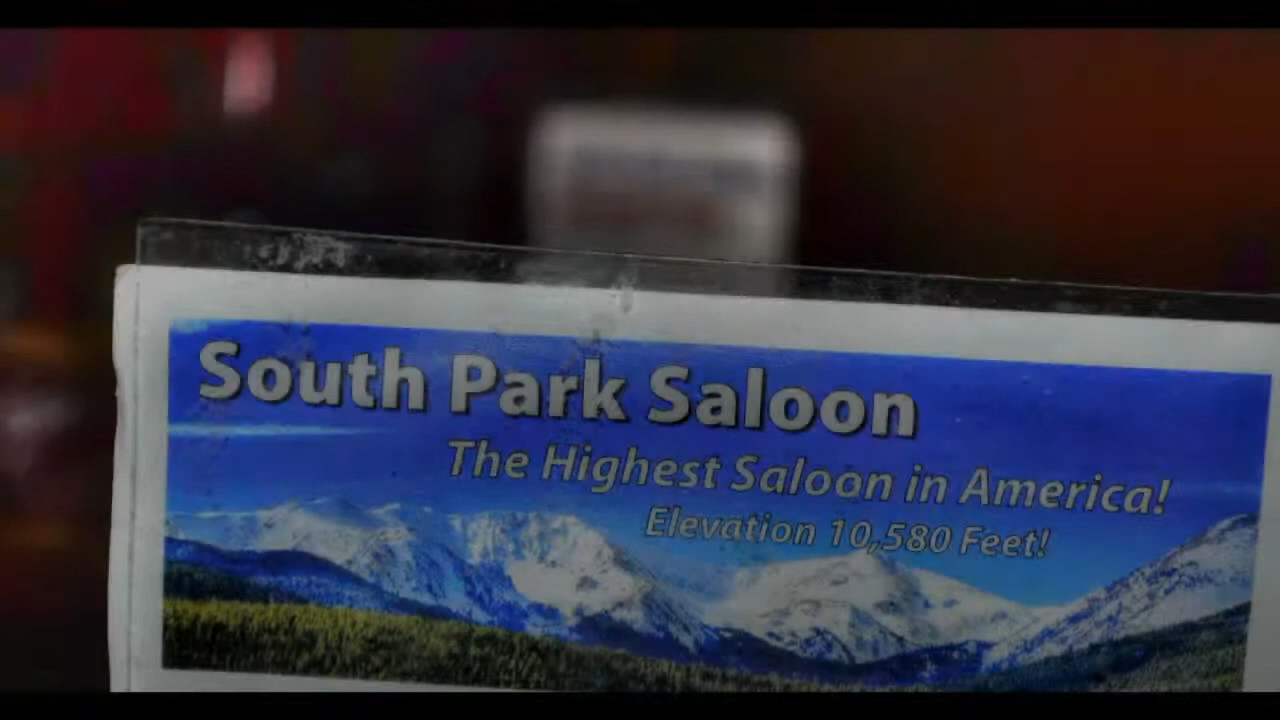 South Park Saloon
The Highest Saloon in America!
Elevation 10,580 Feet!